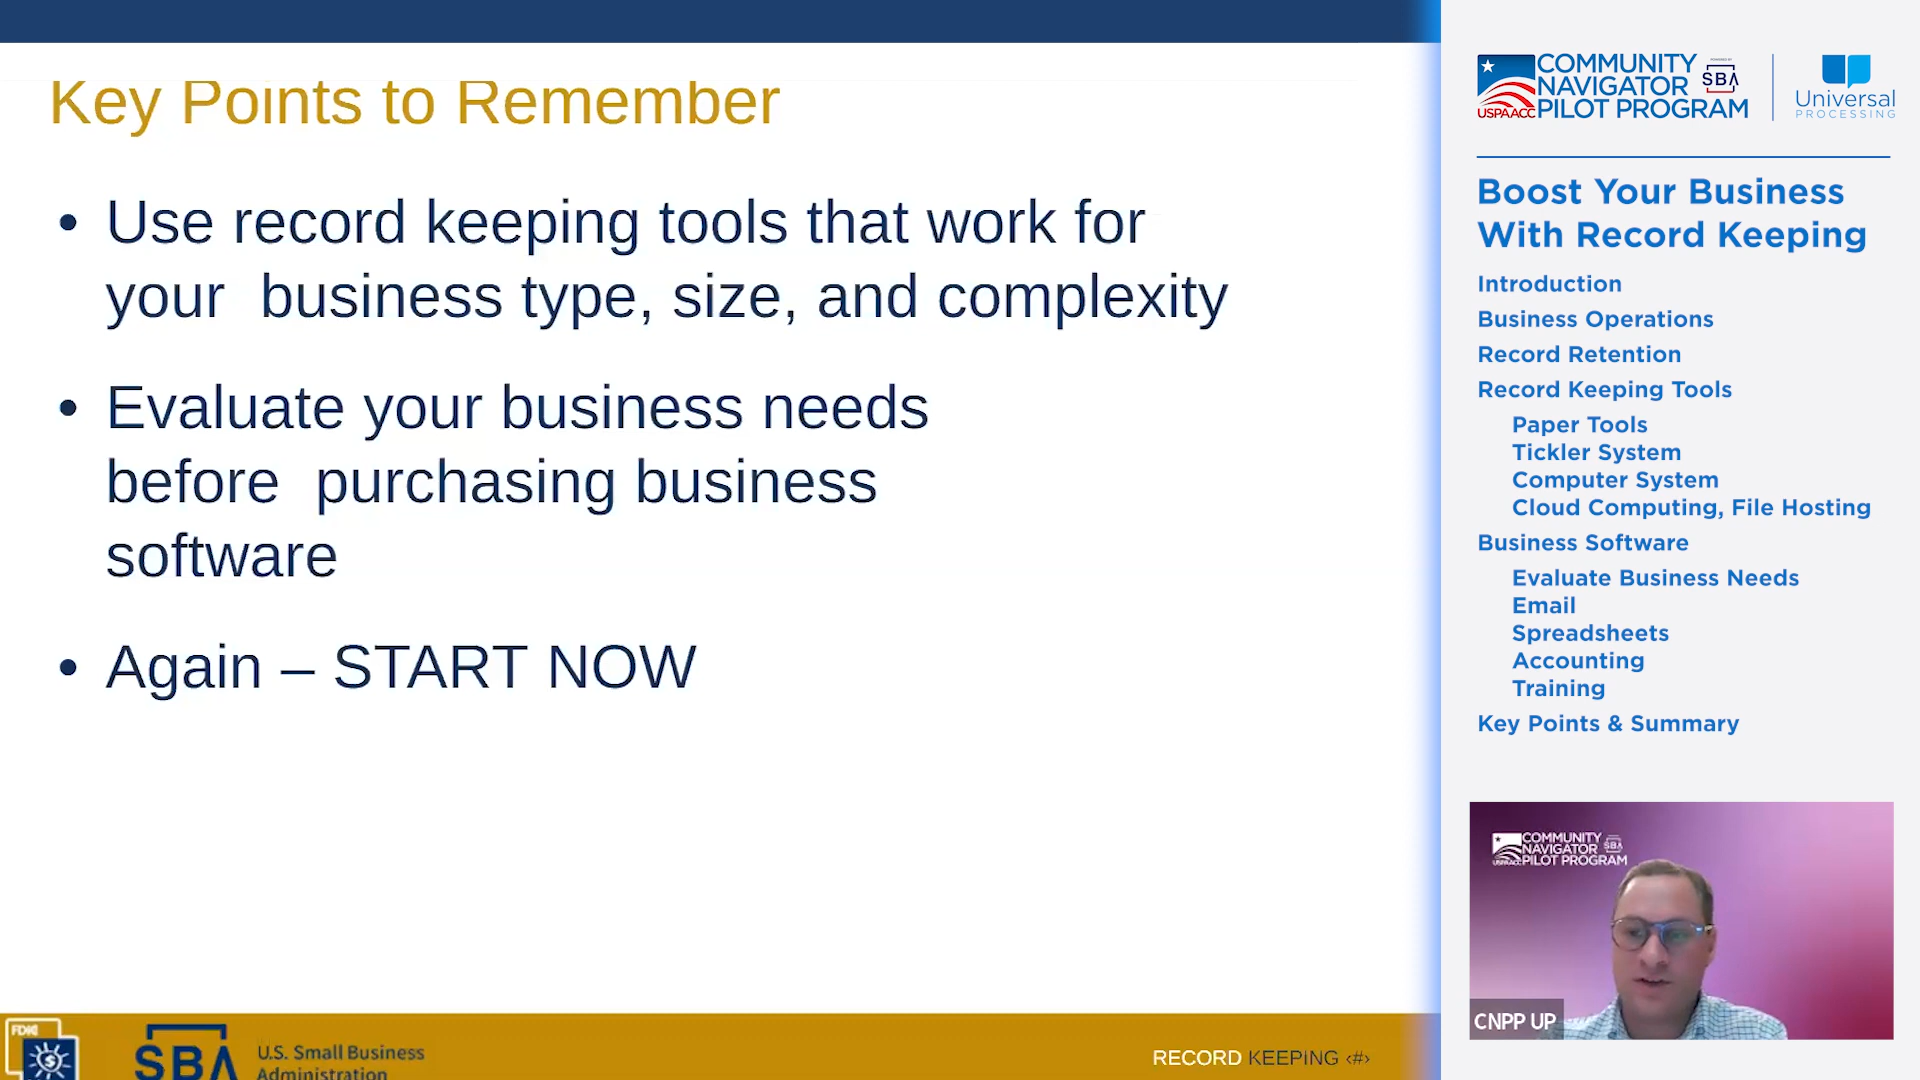 Key Points to Remember
• Use record keeping tools that work for
your business type, size, and complexity
• Evaluate your business needs
before purchasing business
software
• Again – START NOW
FDIC
SBA
U.S. Small Business
Administration
RECORD KEEPING ‹#›
USPAACC
COMMUNITY
NAVIGATOR
PILOT PROGRAM
POWERED BY
SBA
Universal
PROCESSING
Boost Your Business
With Record Keeping
Introduction
Business Operations
Record Retention
Record Keeping Tools
Paper Tools
Tickler System
Computer System
Cloud Computing, File Hosting
Business Software
Evaluate Business Needs
Email
Spreadsheets
Accounting
Training
Key Points & Summary
USPAACC
COMMUNITY
NAVIGATOR
PILOT PROGRAM
SBA
CNPP UP